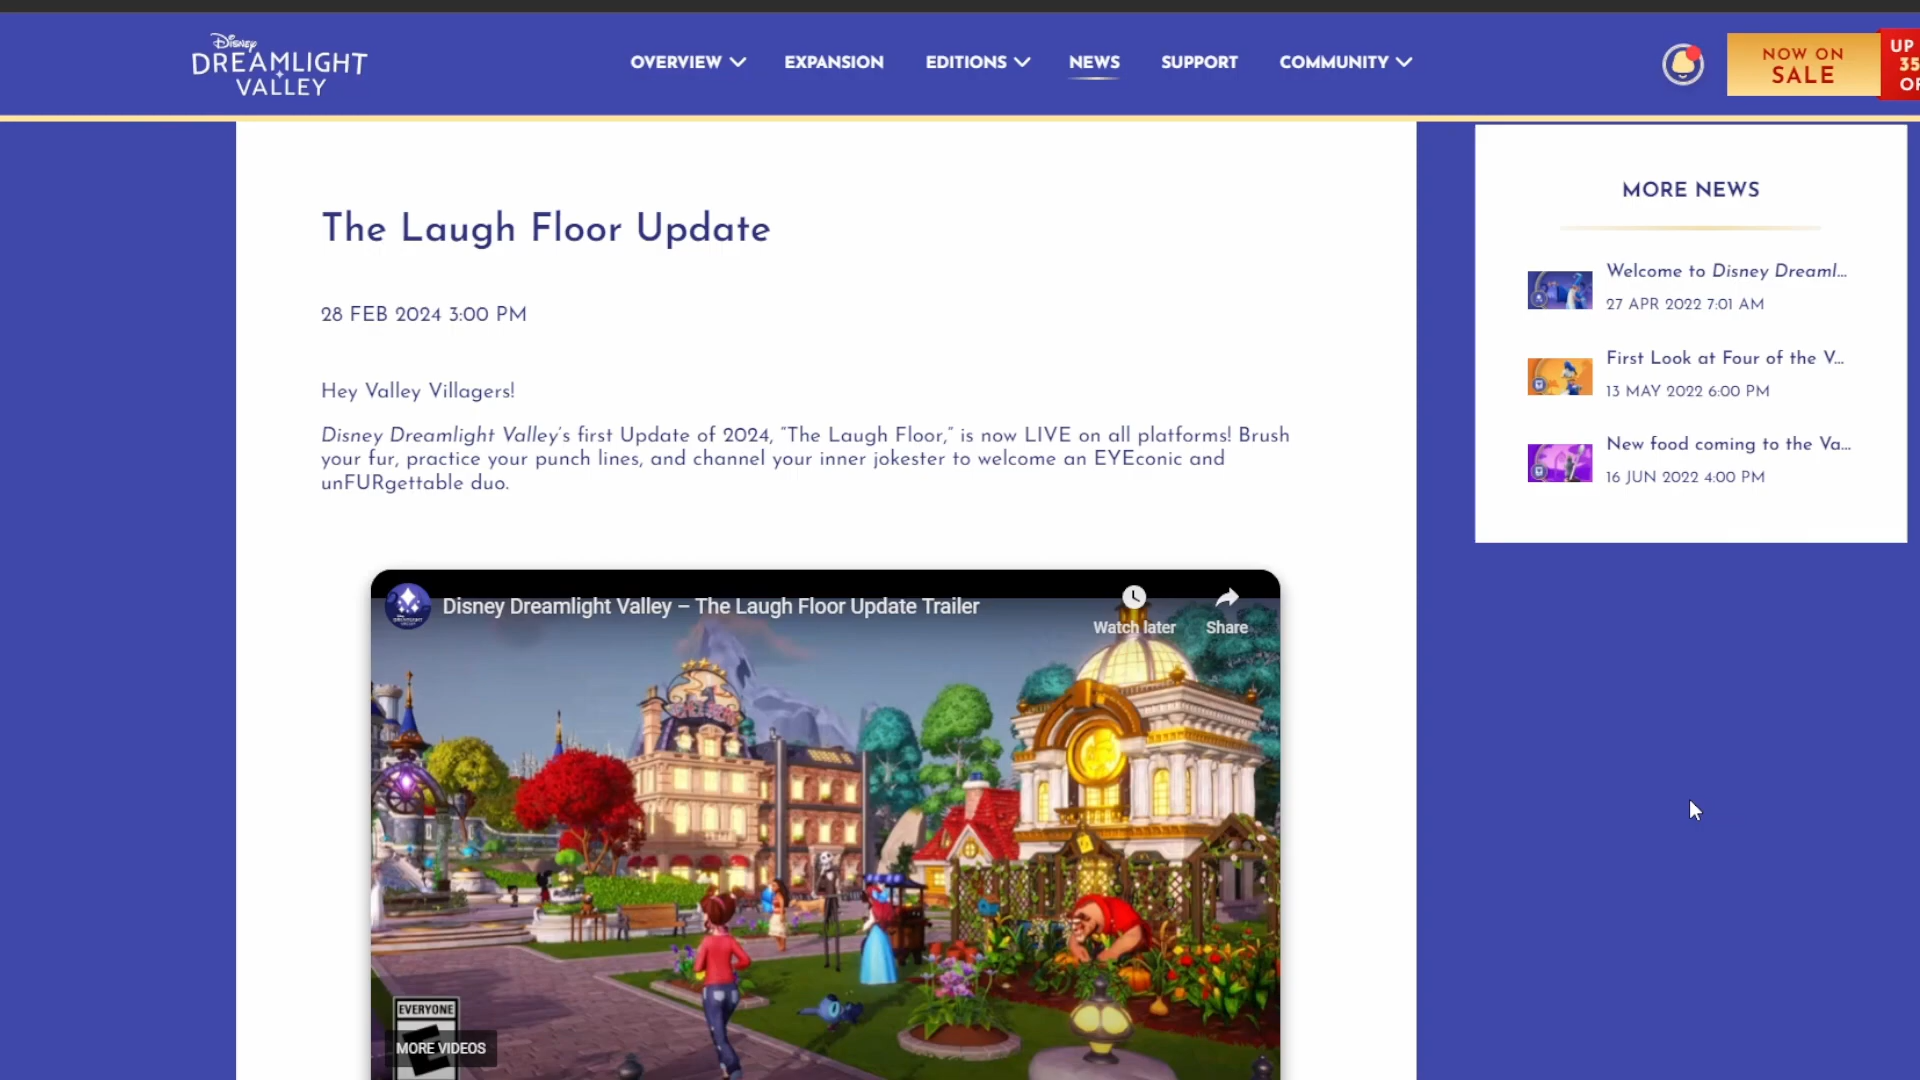 Disney
DREAMLIGHT
VALLEY
OVERVIEW
EXPANSION
EDITIONS
NEWS
SUPPORT
COMMUNITY
NOW ON
SALE
UP
35
The Laugh Floor Update
28 FEB 2024 3:00 PM
Hey Valley Villagers!
Disney Dreamlight Valley's first Update of 2024, "The Laugh Floor," is now LIVE on all platforms! Brush
your fur, practice your punch lines, and channel your inner jokester to welcome an EYEconic and
unFURgettable duo.
Disney Dreamlight Valley – The Laugh Floor Update Trailer
Watch later
Share
EVERYONE
E
MORE VIDEOS
MORE NEWS
Welcome to Disney Dreaml...
27 APR 2022 7:01 AM
First Look at Four of the V...
13 MAY 2022 6:00 PM
New food coming to the Va...
16 JUN 2022 4:00 PM